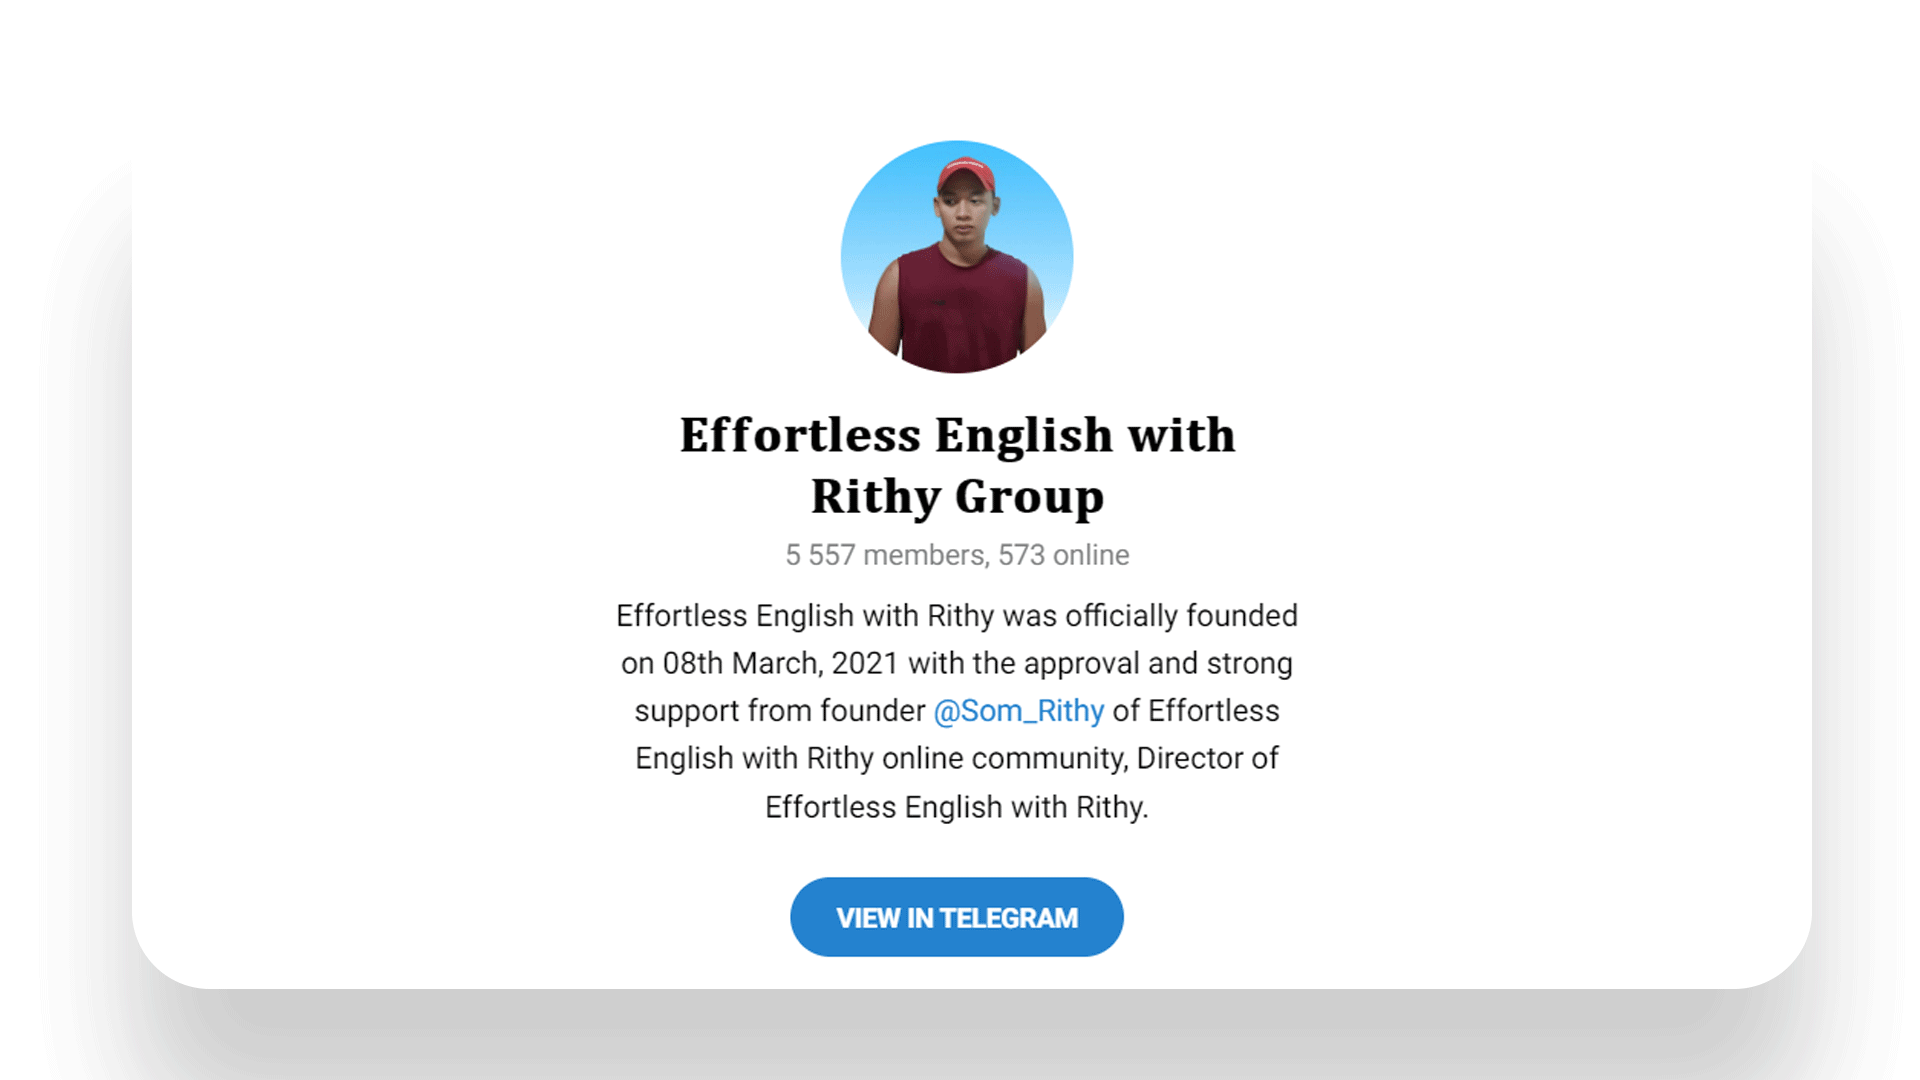 Effortless English with
Rithy Group
5 557 members, 573 online
Effortless English with Rithy was officially founded
on 08th March, 2021 with the approval and strong
support from founder @Som_Rithy of Effortless
English with Rithy online community, Director of
Effortless English with Rithy.
VIEW IN TELEGRAM